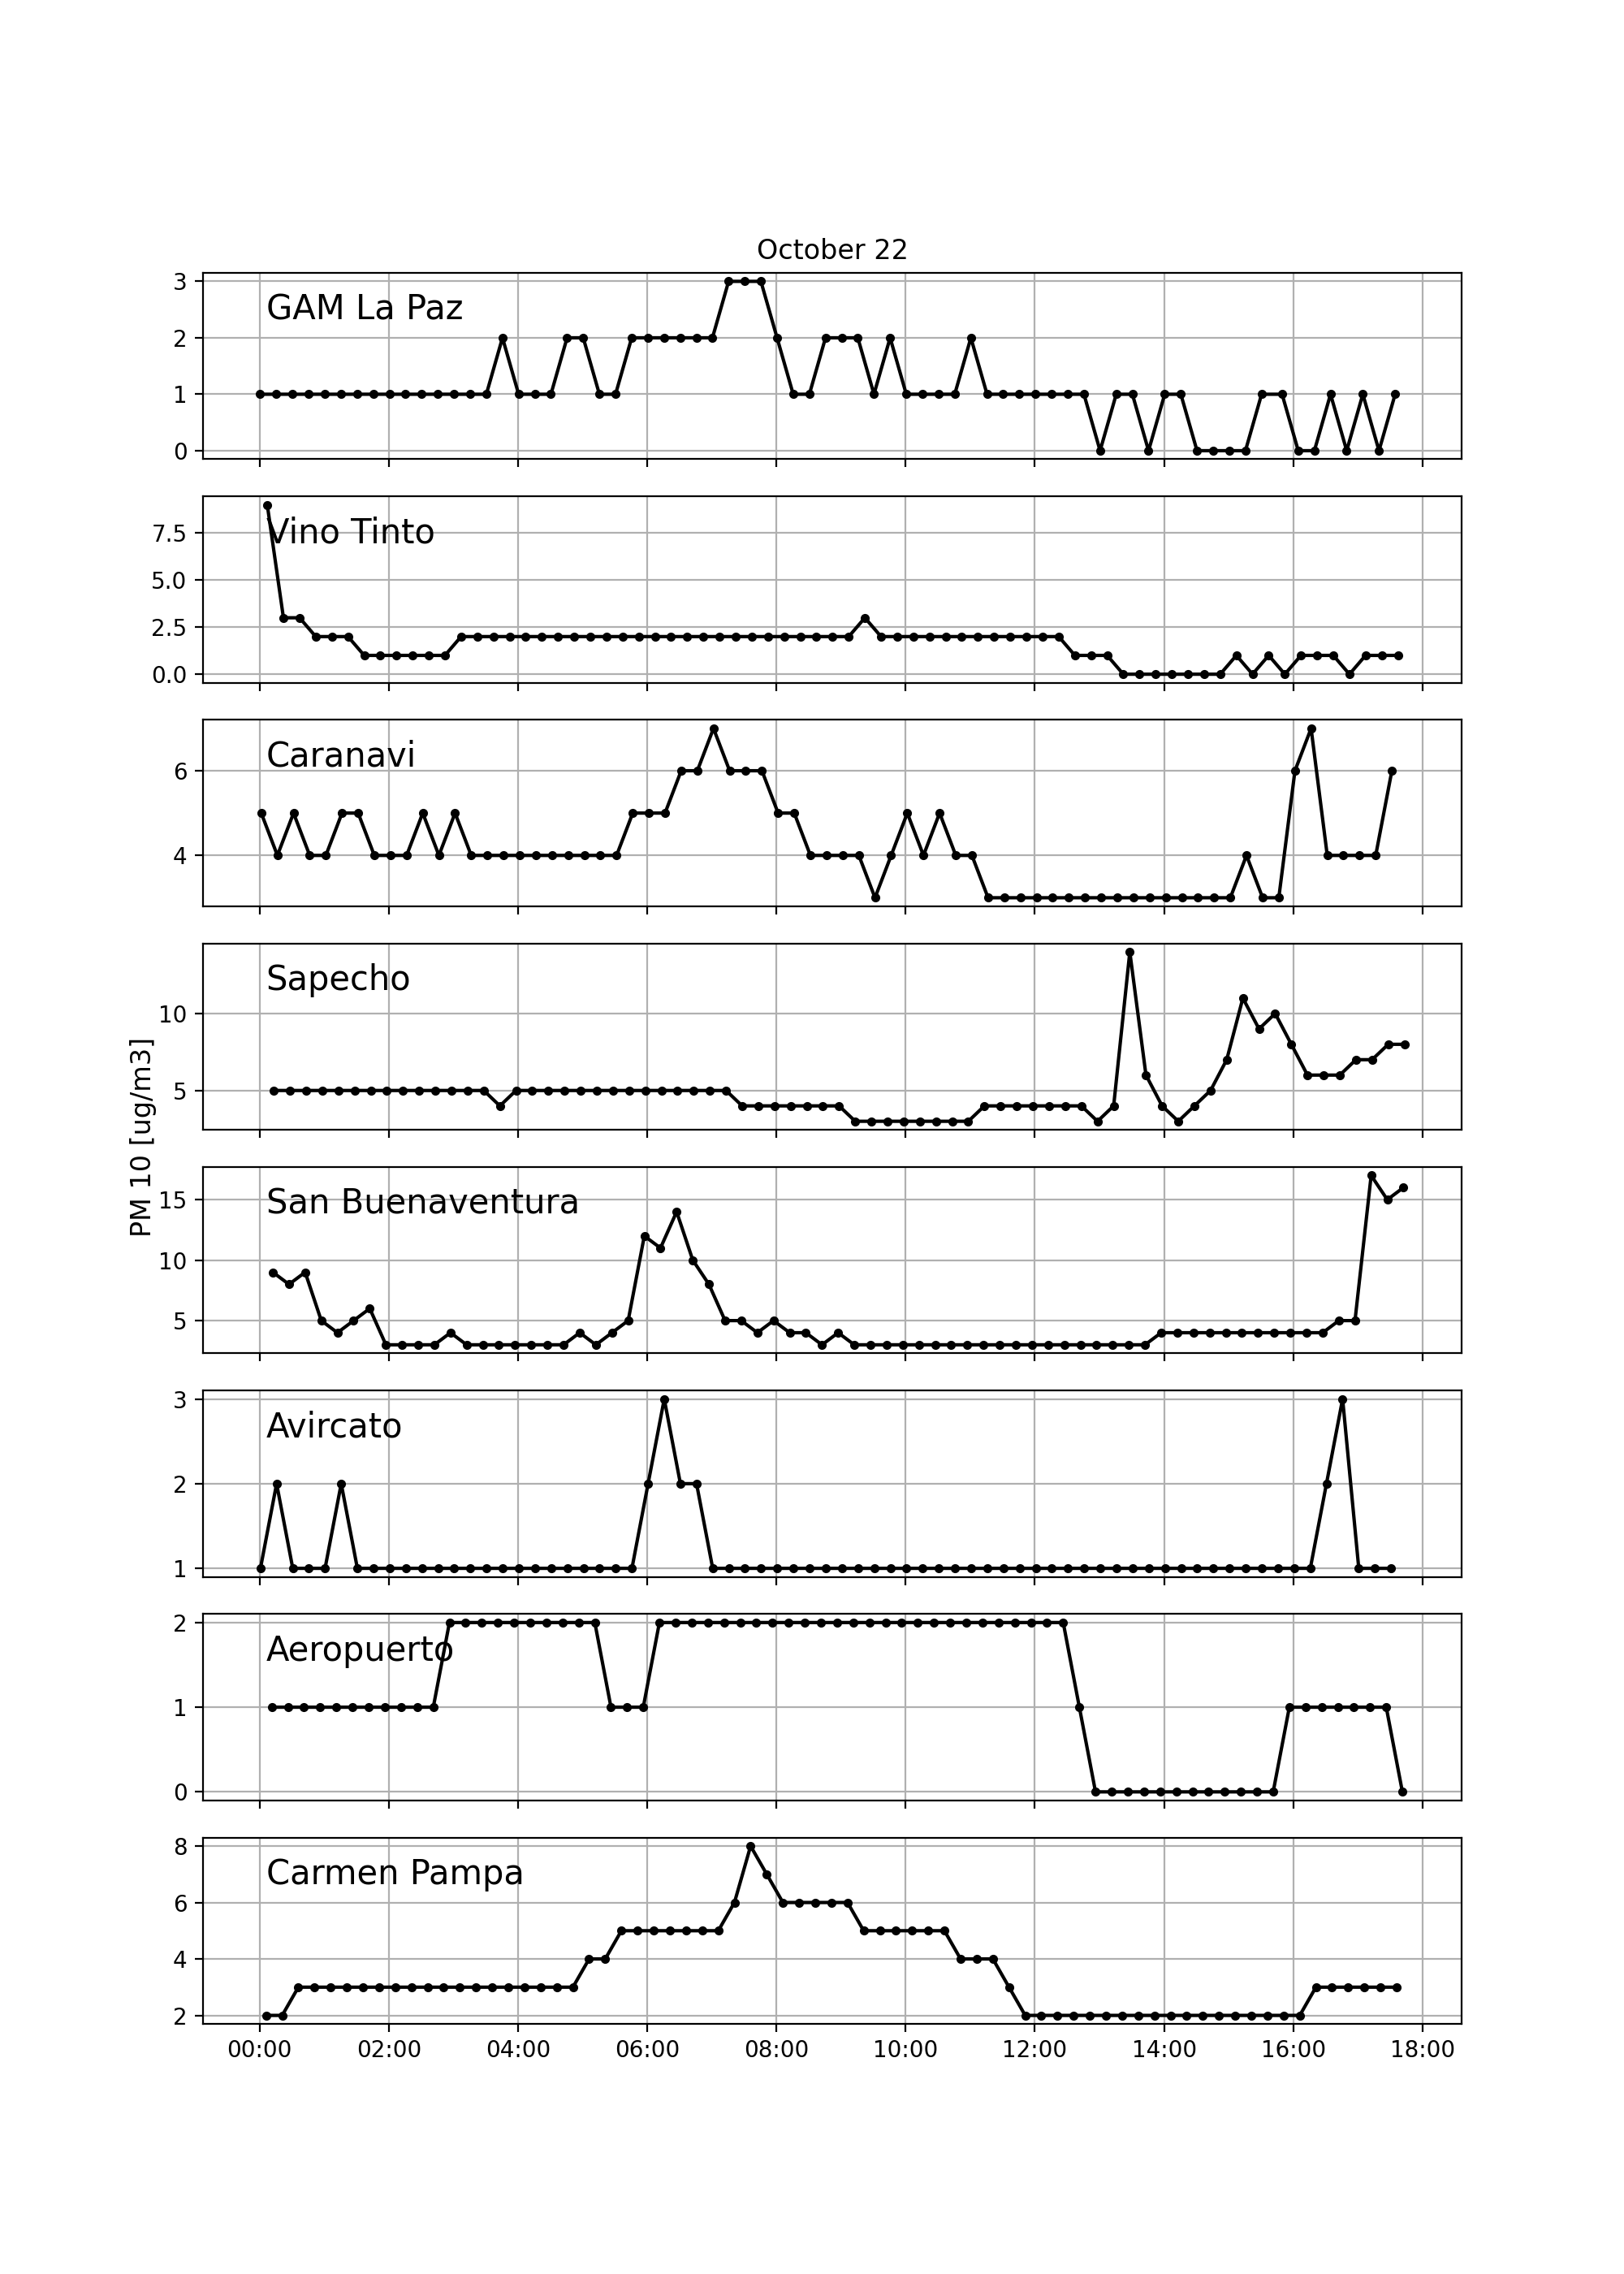 October 22
3
GAM La Paz
2
1
0
Vino Tinto
7.5
5.0
2.5
0.0
Caranavi
6
4
Sapecho
10
5
PM 10 [ug/m3]
San Buenaventura
15
10
5
3
Avircato
2
1
2
Aeropuerto
1
0
8
Carmen Pampa
6
4
2
00:00 02:00 04:00 06:00 08:00 10:00 12:00 14:00 16:00 18:00